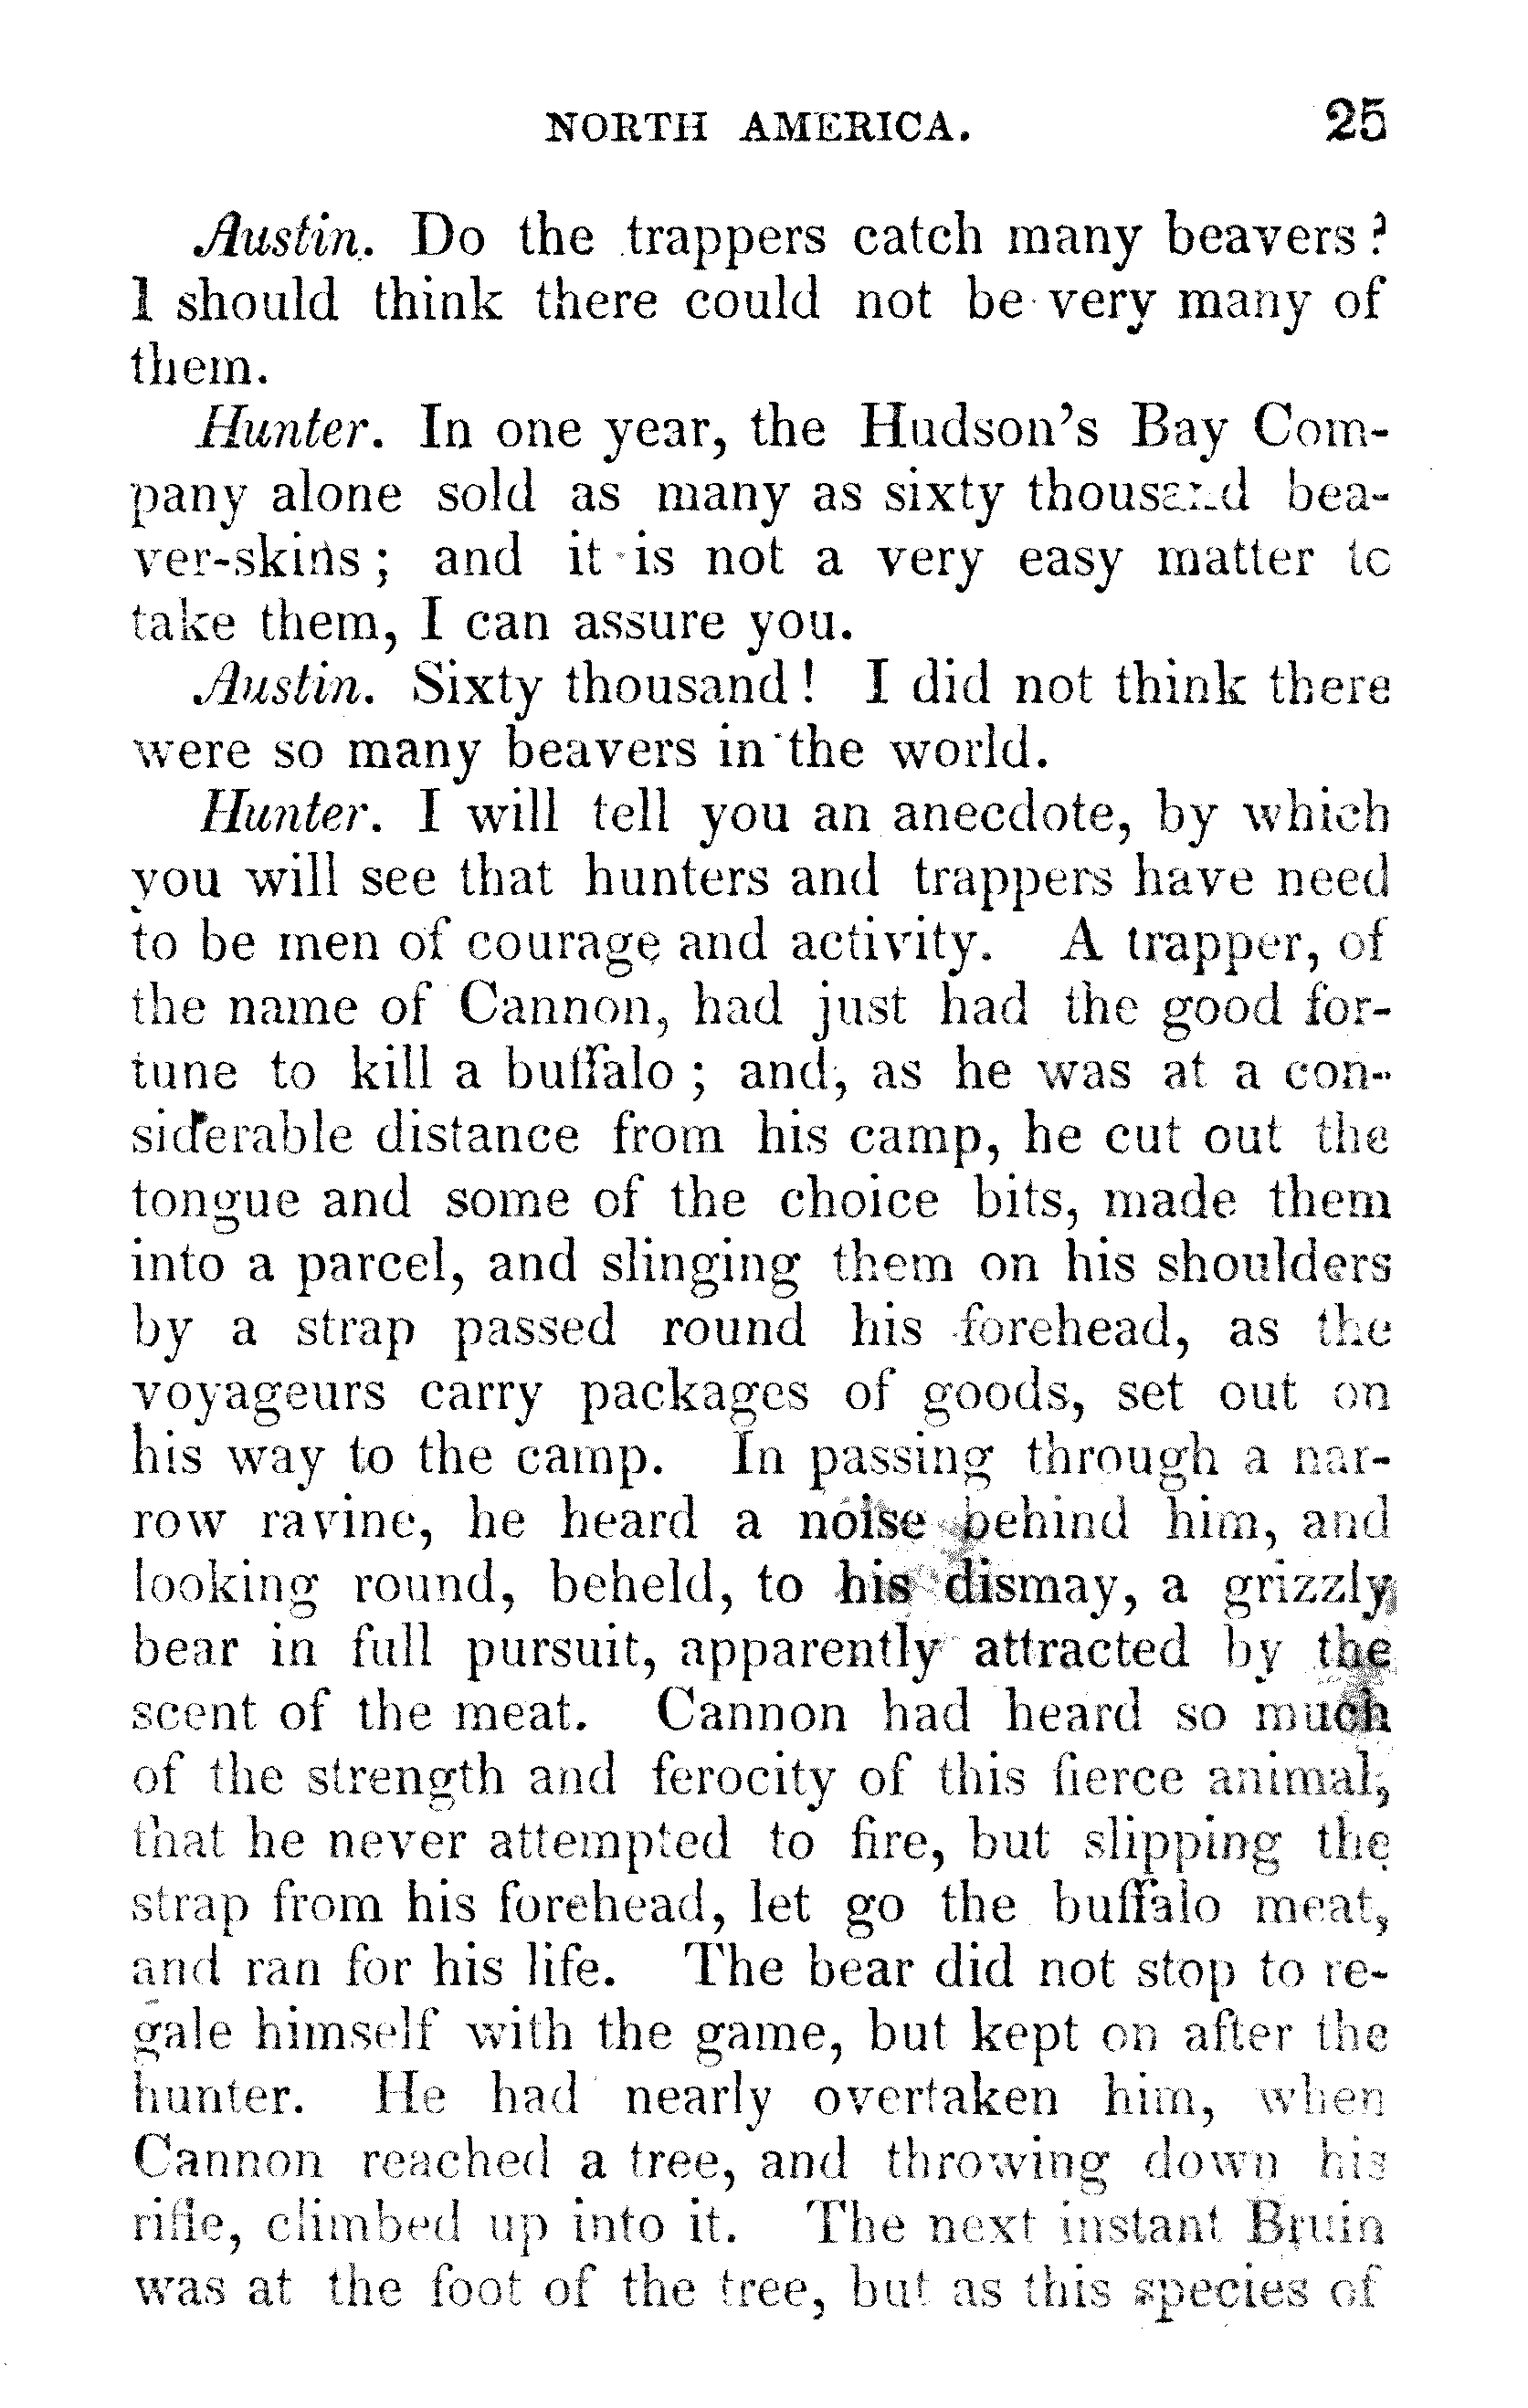 NORTH AMERICA. 25
Austin. Do the trappers catch many beavers?
I should think there could not be very many of
them.
Hunter. In one year, the Hudson's Bay Com-
pany alone sold as many as sixty thousand bea-
ver-skins; and it is not a very easy matter to
take them, I can assure you.
Austin. Sixty thousand! I did not think there
were so many beavers in the world.
Hunter. I will tell you an anecdote, by which
you will see that hunters and trappers have need
to be men of courage and activity. A trapper, of
the name of Cannon, had just had the good for-
tune to kill a buffalo; and, as he was at a con-
siderable distance from his camp, he cut out the
tongue and some of the choice bits, made them
into a parcel, and slinging them on his shoulders
by a strap passed round his forehead, as the
voyageurs carry packages of goods, set out on
his way to the camp. In passing through a nar-
row ravine, he heard a noise behind him, and
looking round, beheld, to his dismay, a grizzly
bear in full pursuit, apparently attracted by the
scent of the meat. Cannon had heard so much
of the strength and ferocity of this fierce animal,
that he never attempted to fire, but slipping the
strap from his forehead, let go the buffalo meat,
and ran for his life. The bear did not stop to re-
gale himself with the game, but kept on after the
hunter. He had nearly overtaken him, when
Cannon reached a tree, and throwing down his
rifle, climbed up into it. The next instant Bruin
was at the foot of the tree, but as this species of